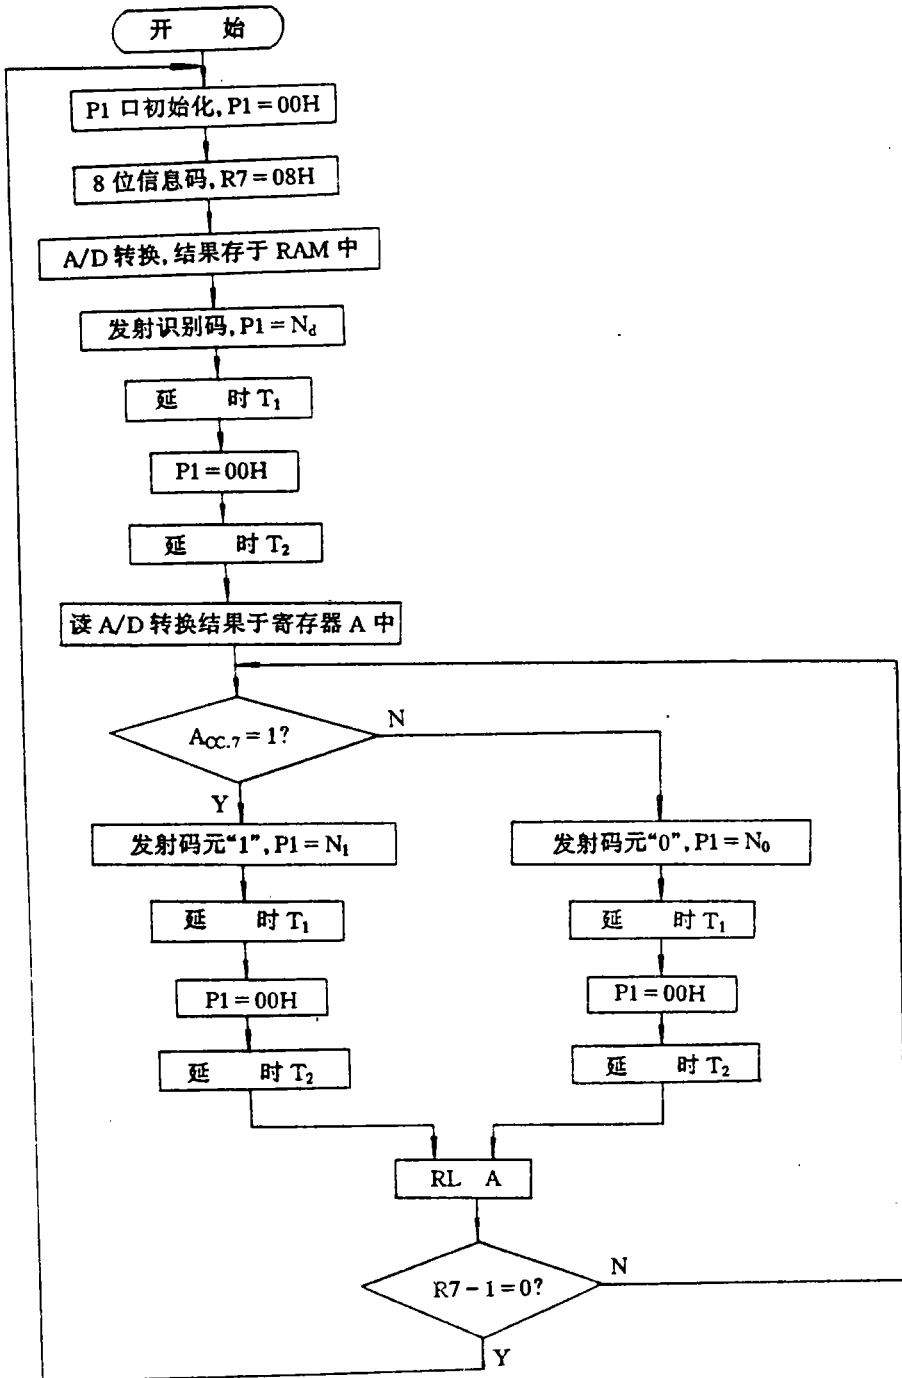 开 始
P1 口初始化,P1=00H
8 位信息码,R7=08H
A/D 转换,结果存于 RAM 中
发射识别码,P1=Nd
延 时 T1
P1=00H
延 时 T2
读 A/D 转换结果于寄存器 A 中
ACC.7=1?
N
Y
发射码元“1”,P1=N1
发射码元“0”,P1=N0
延 时 T1
延 时 T1
P1=00H
P1=00H
延 时 T2
延 时 T2
RL A
R7-1=0?
N
Y